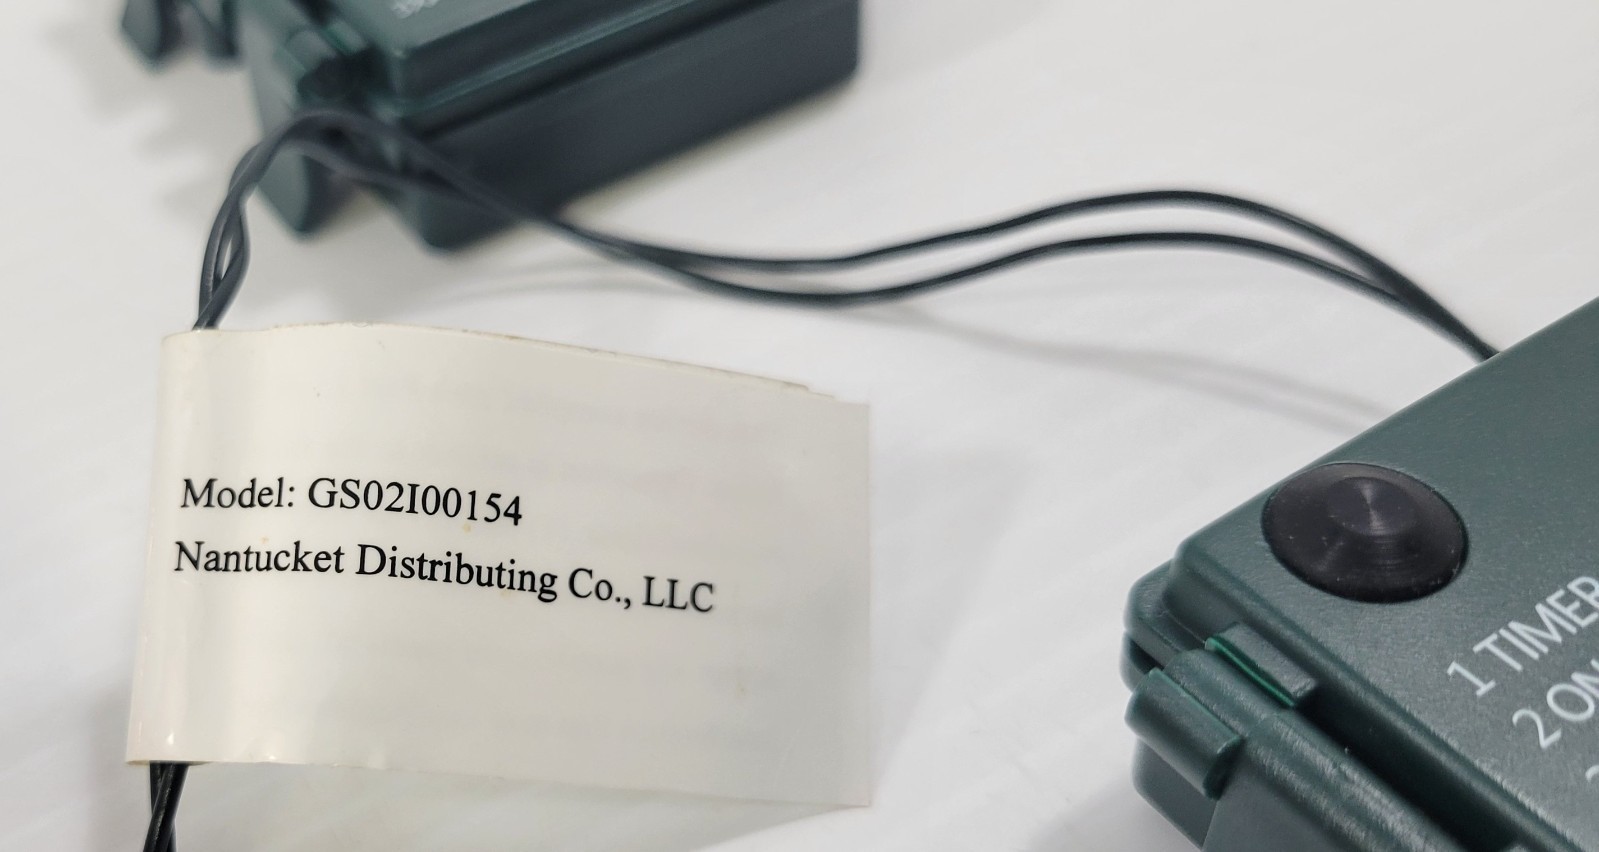 Model: GS02I00154
Nantucket Distributing Co., LLC
1 TIMER
2 ON